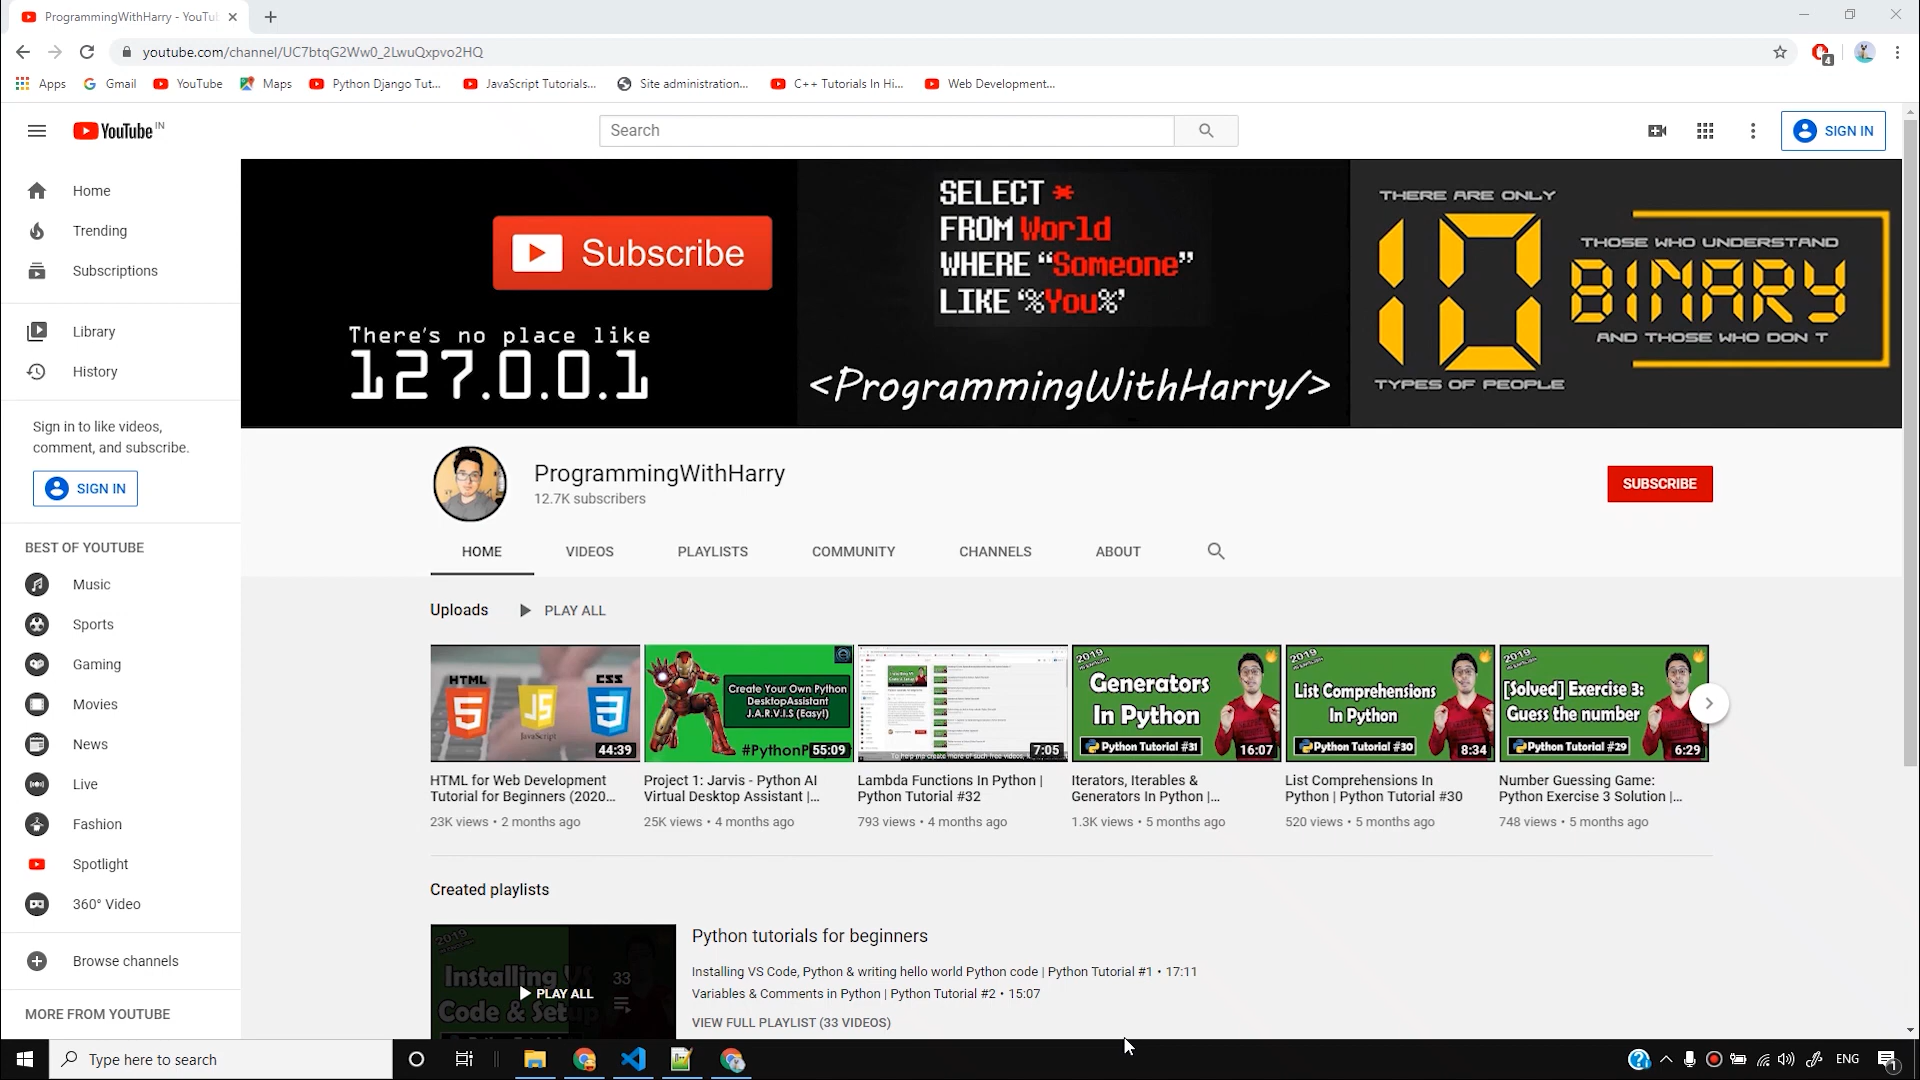 ProgrammingWithHarry - YouTu
youtube.com/channel/UC7btqG2Ww0_2LwuQxpvo2HQ
4
Apps
Gmail
YouTube
Maps
Python Django Tut...
JavaScript Tutorials...
Site administration...
C++ Tutorials In Hi...
Web Development...
YouTube IN
Search
SIGN IN
Home
Trending
Subscriptions
Library
History
Sign in to like videos,
comment, and subscribe.
SIGN IN
BEST OF YOUTUBE
Music
Sports
Gaming
Movies
News
Live
Fashion
Spotlight
360° Video
Browse channels
MORE FROM YOUTUBE
Subscribe
There's no place like
127.0.0.1
SELECT *
FROM World
WHERE “Someone”
LIKE ‘%You%’
<ProgrammingWithHarry/>
THERE ARE ONLY
10
TYPES OF PEOPLE
THOSE WHO UNDERSTAND
BINARY
AND THOSE WHO DON T
ProgrammingWithHarry
12.7K subscribers
SUBSCRIBE
HOME
VIDEOS
PLAYLISTS
COMMUNITY
CHANNELS
ABOUT
Uploads
PLAY ALL
HTML
5
JS
JavaScript
CSS
3
44:39
HTML for Web Development
Tutorial for Beginners (2020...
23K views • 2 months ago
Create Your Own Python
DesktopAssistant
J.A.R.V.I.S (Easy!)
#PythonP
55:09
Project 1: Jarvis - Python AI
Virtual Desktop Assistant |...
25K views • 4 months ago
7:05
Lambda Functions In Python |
Python Tutorial #32
793 views • 4 months ago
2019
Generators
In Python
Python Tutorial #31
16:07
Iterators, Iterables &
Generators In Python |...
1.3K views • 5 months ago
2019
List Comprehensions
In Python
Python Tutorial #30
8:34
List Comprehensions In
Python | Python Tutorial #30
520 views • 5 months ago
2019
[Solved] Exercise 3:
Guess the number
Python Tutorial #29
6:29
Number Guessing Game:
Python Exercise 3 Solution |...
748 views • 5 months ago
Created playlists
2019
Installing VS
Code & Setup
33
PLAY ALL
Python tutorials for beginners
Installing VS Code, Python & writing hello world Python code | Python Tutorial #1 • 17:11
Variables & Comments in Python | Python Tutorial #2 • 15:07
VIEW FULL PLAYLIST (33 VIDEOS)
Type here to search
ENG
1